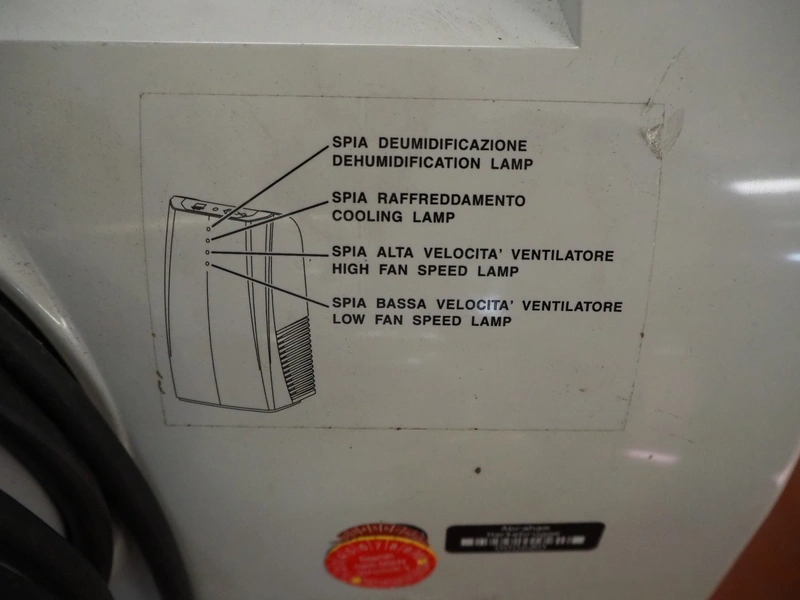 SPIA DEUMIDIFICAZIONE
DEHUMIDIFICATION LAMP
SPIA RAFFREDDAMENTO
COOLING LAMP
SPIA ALTA VELOCITA' VENTILATORE
HIGH FAN SPEED LAMP
SPIA BASSA VELOCITA' VENTILATORE
LOW FAN SPEED LAMP